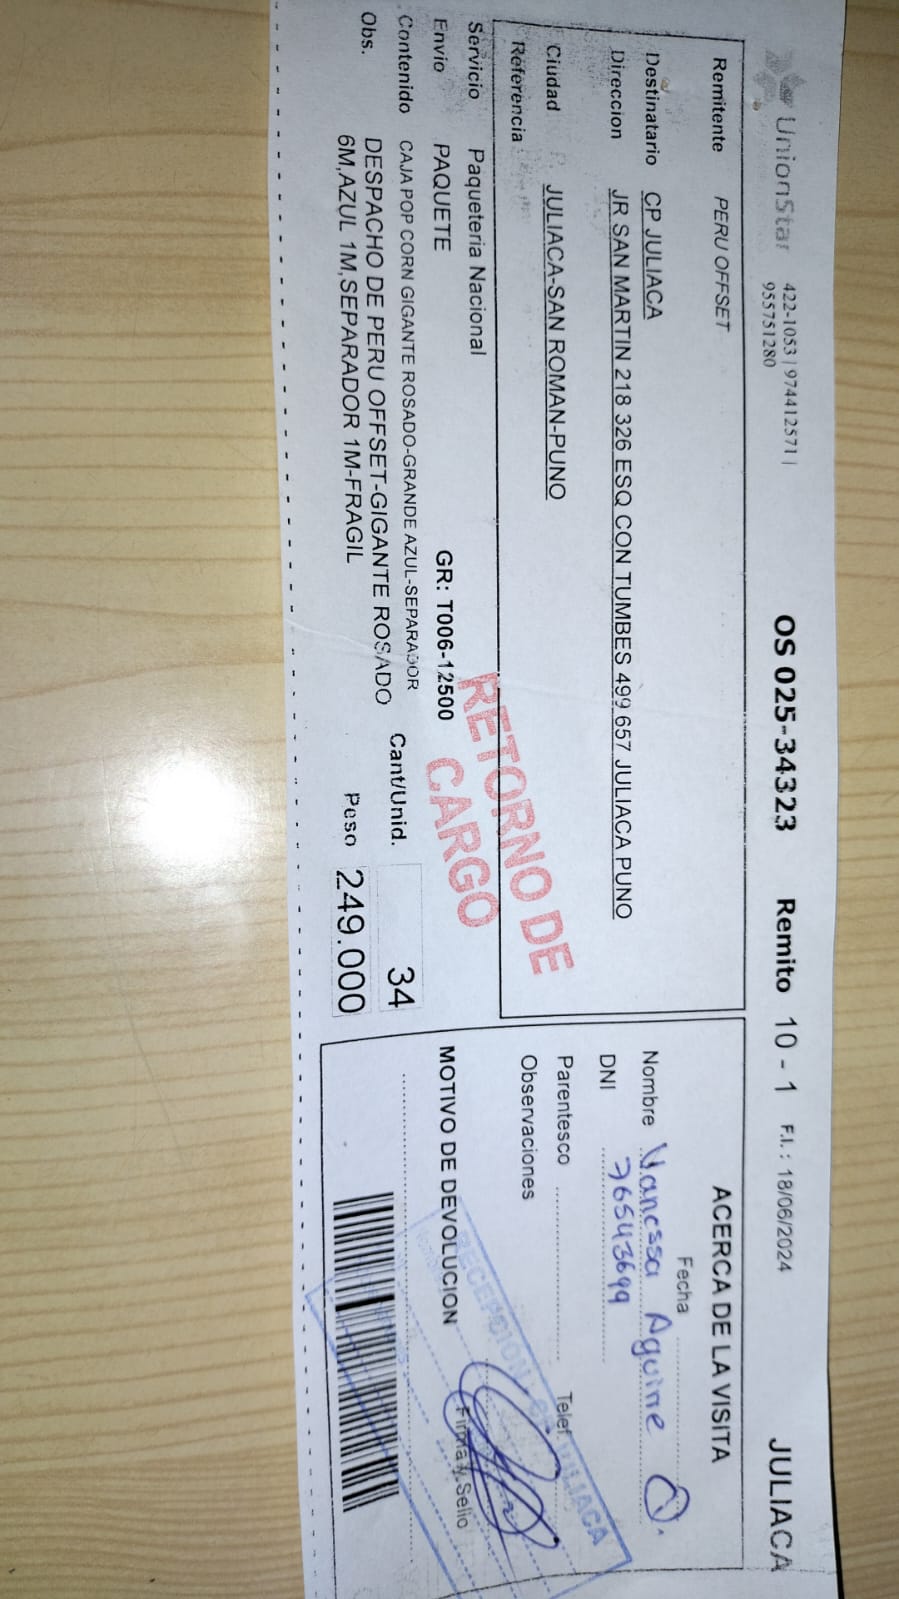 UnionStar
422-1053 | 974412571 |
955751280
OS 025-34323 Remito 10 - 1 F.I. : 18/06/2024 JULIACA
Remitente PERU OFFSET
Destinatario CP JULIACA
Direccion JR SAN MARTIN 218 326 ESQ CON TUMBES 499 657 JULIACA PUNO
Ciudad JULIACA-SAN ROMAN-PUNO
Referencia
Servicio Paqueteria Nacional
Envio PAQUETE GR: T006-12500
Contenido CAJA POP CORN GIGANTE ROSADO-GRANDE AZUL-SEPARADOR Cant/Unid. 34
Obs. DESPACHO DE PERU OFFSET-GIGANTE ROSADO
6M,AZUL 1M,SEPARADOR 1M-FRAGIL Peso 249.000
RETORNO DE
CARGO
ACERCA DE LA VISITA
Fecha
Nombre Vanessa Aguirre Q.
DNI 76543699
Parentesco Telef
Observaciones
MOTIVO DE DEVOLUCION
Firma y Sello
RECEPCION JULIACA